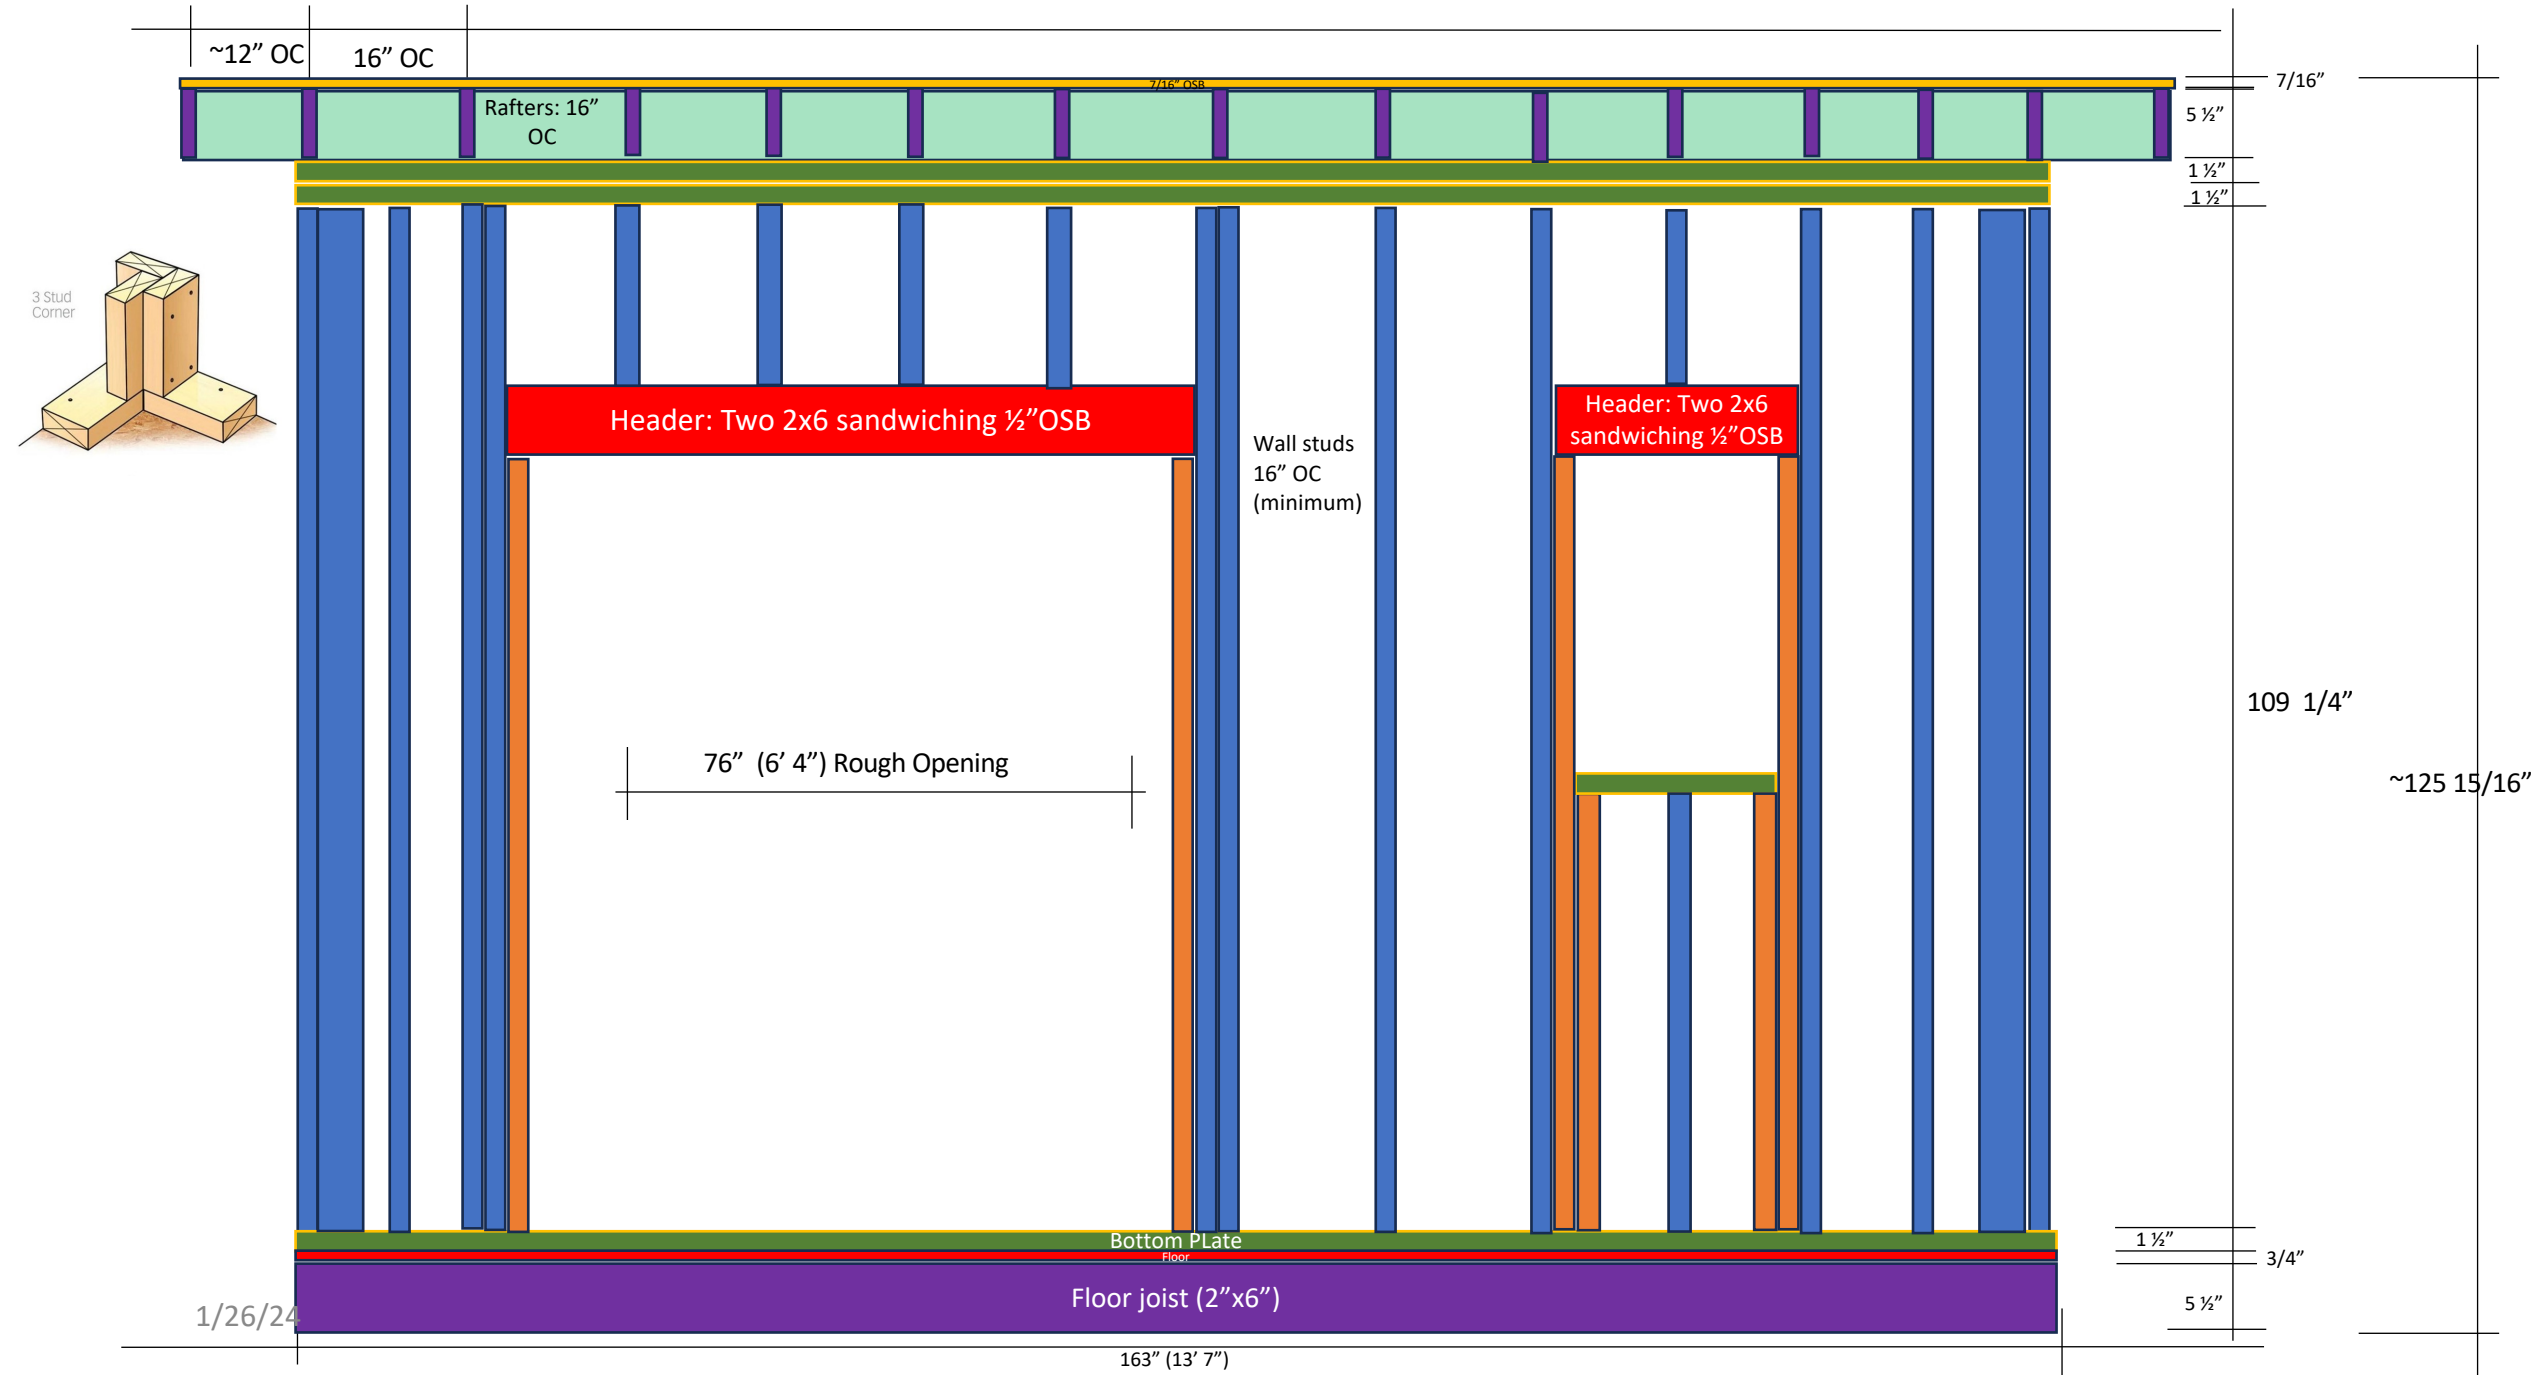 ~12” OC
16” OC
7/16” OSB
7/16”
Rafters: 16”
OC
5 ½”
1 ½”
1 ½”
3 Stud
Corner
Header: Two 2x6 sandwiching ½”OSB
Header: Two 2x6
sandwiching ½”OSB
Wall studs
16” OC
(minimum)
109 1/4”
76” (6’ 4”) Rough Opening
~125 15/16”
Bottom PLate
1 ½”
Floor
3/4”
Floor joist (2”x6”)
5 ½”
1/26/24
163” (13’ 7”)